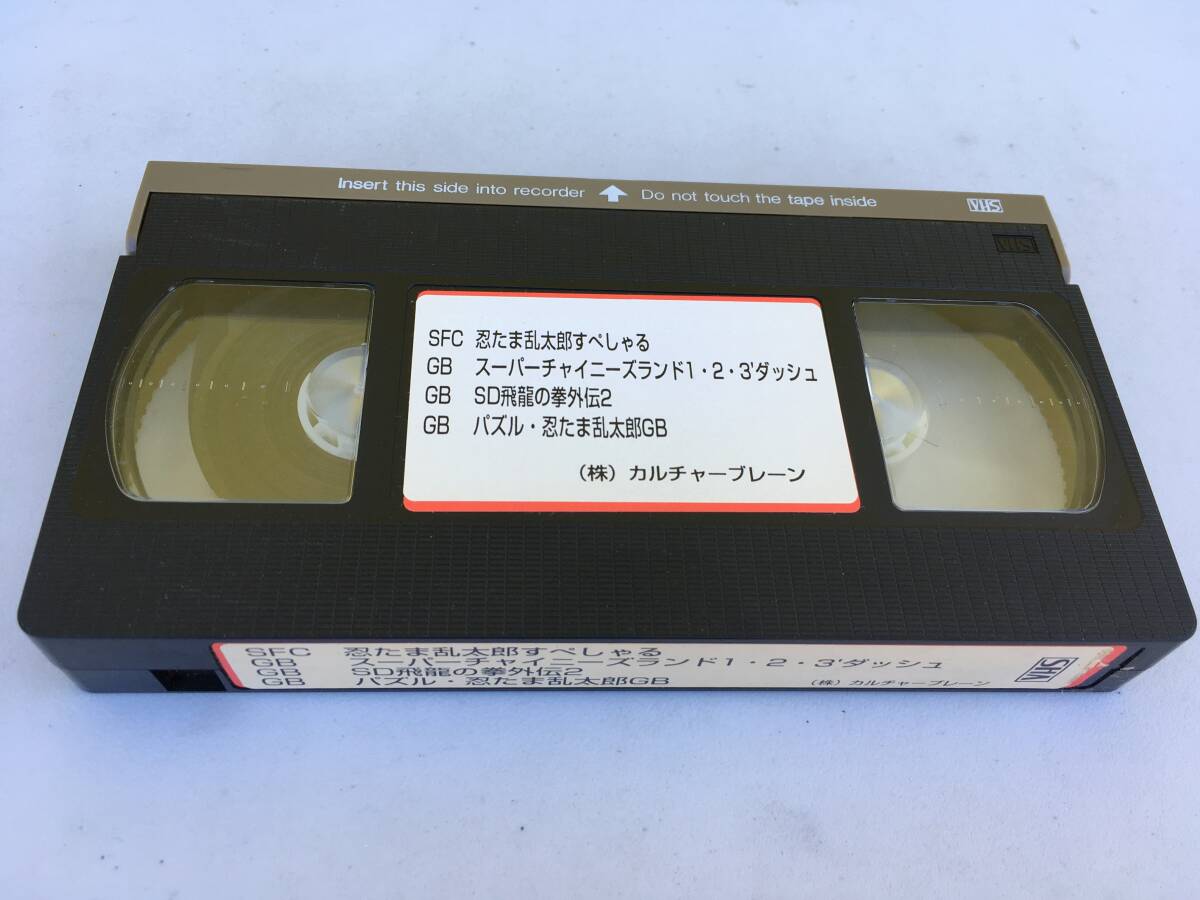 Insert this side into recorder ↑ Do not touch the tape inside VHS
VHS
SFC 忍たま乱太郎すぺしゃる
GB スーパーチャイニーズランド1・2・3'ダッシュ
GB SD飛龍の拳外伝2
GB パズル・忍たま乱太郎GB
(株) カルチャーブレーン
SFC 忍たま乱太郎すぺしゃる
GB スーパーチャイニーズランド1・2・3'ダッシュ
GB SD飛龍の拳外伝2
GB パズル・忍たま乱太郎GB
(株) カルチャーブレーン
VHS